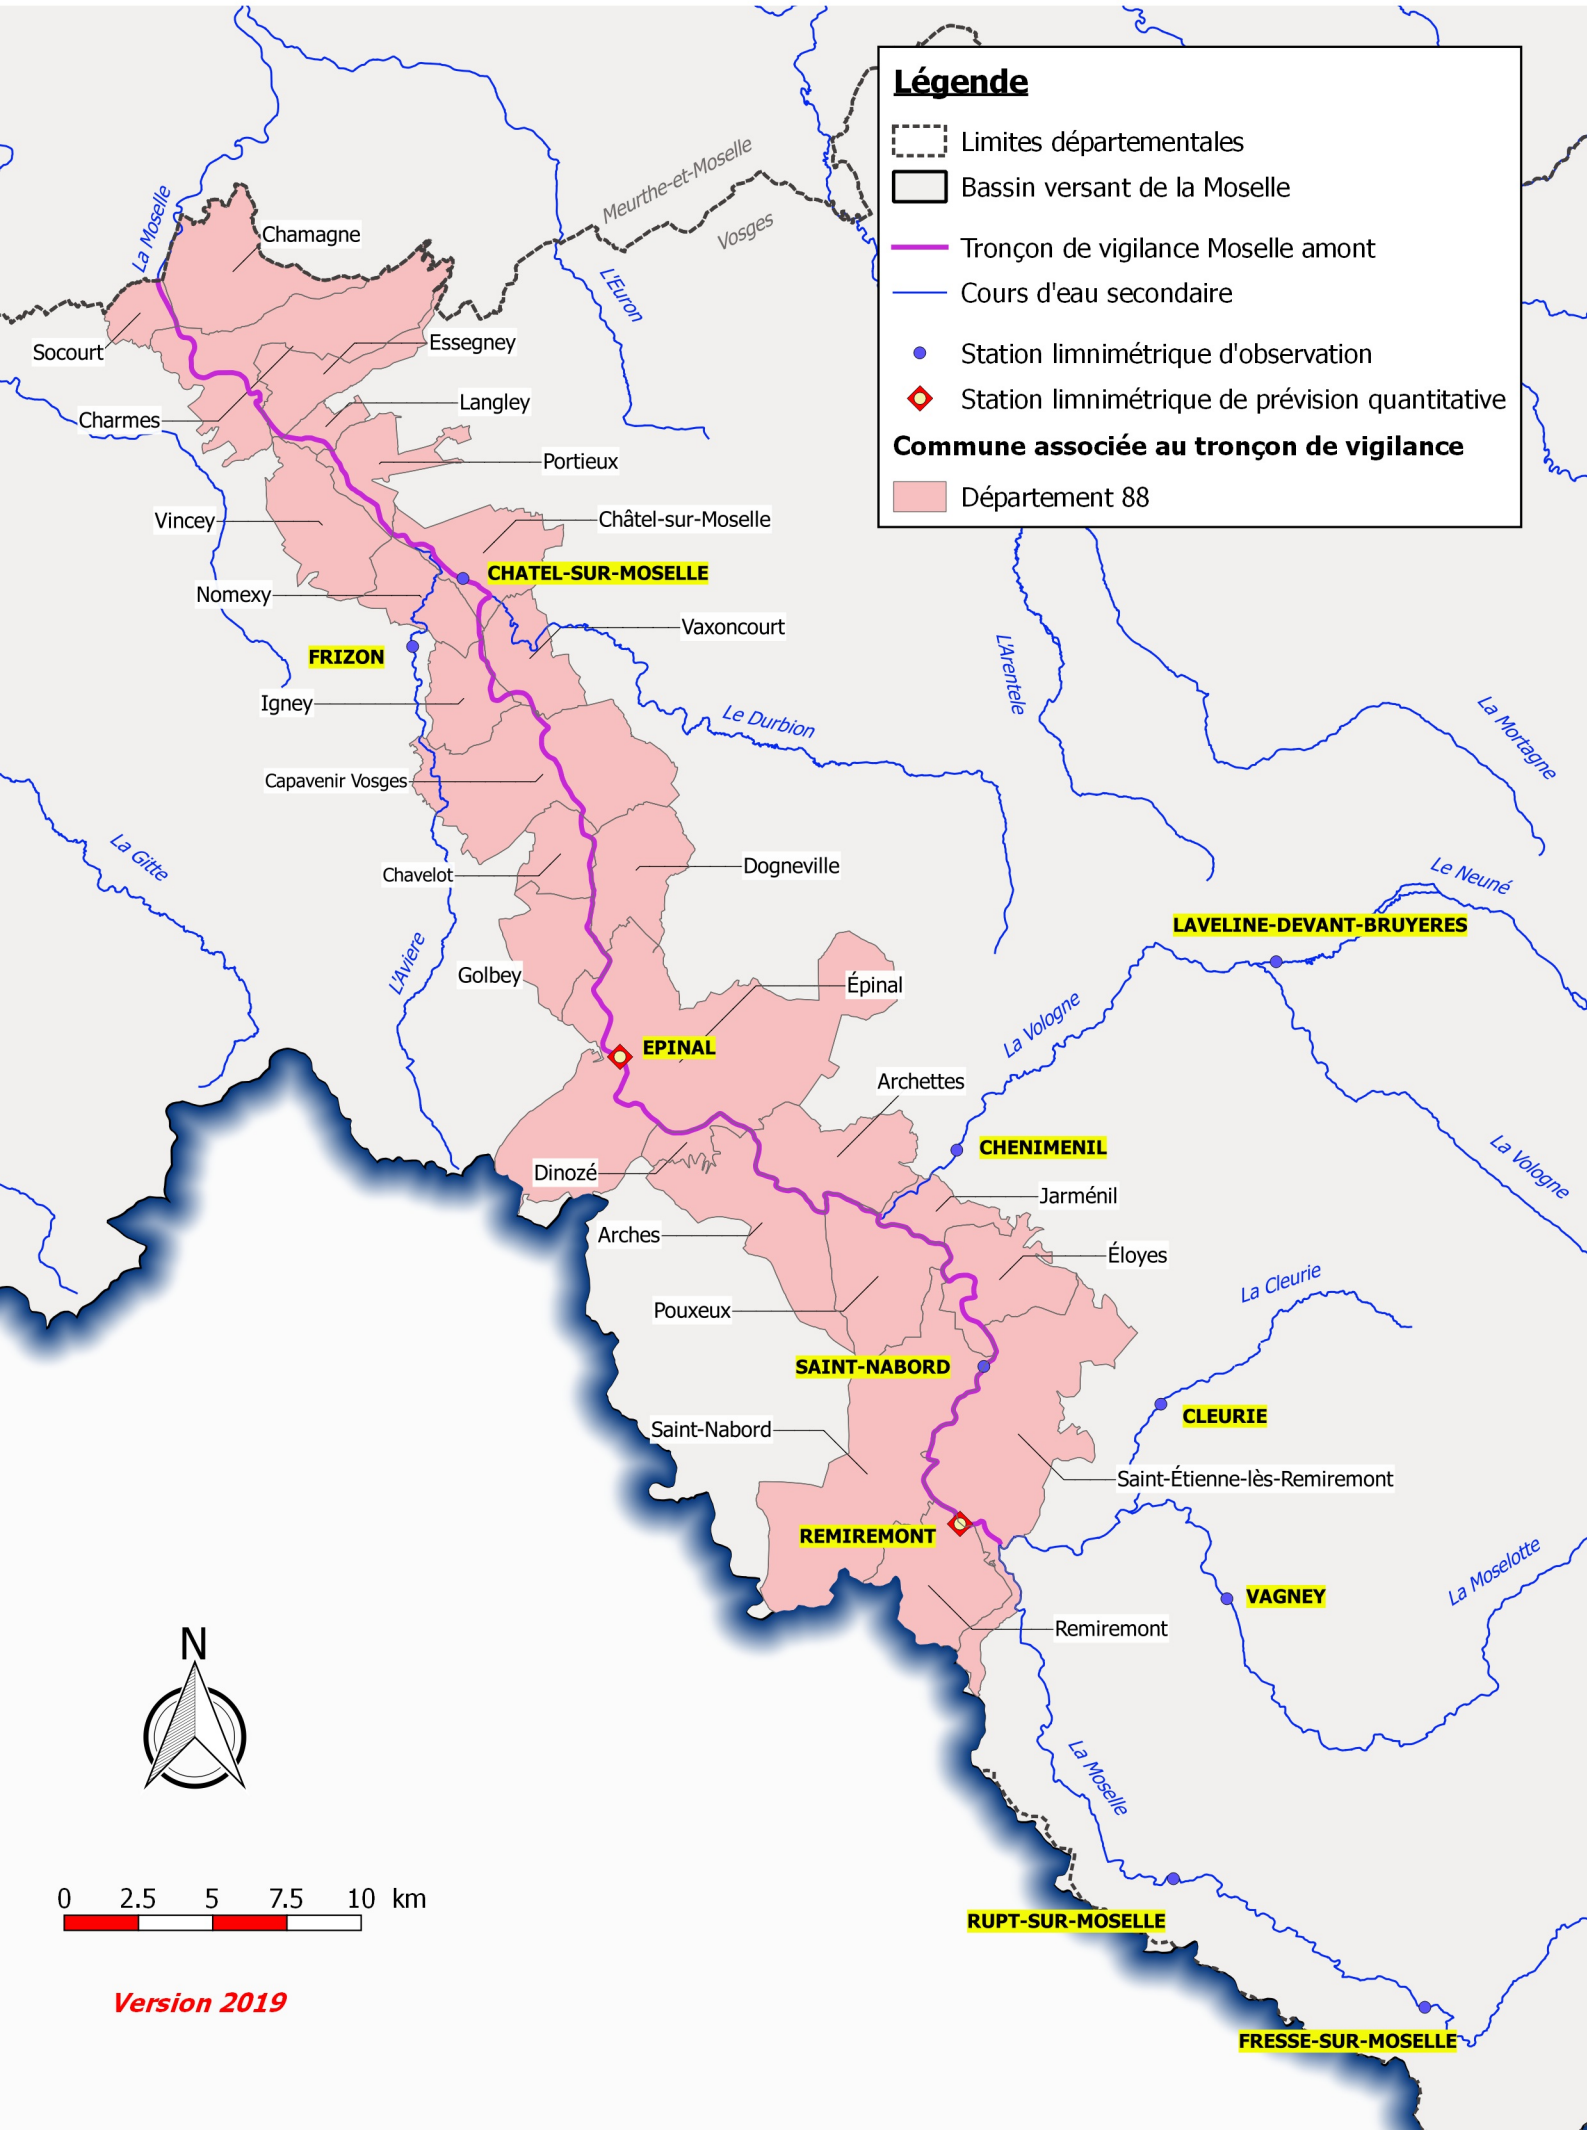 Légende
Limites départementales
Bassin versant de la Moselle
Tronçon de vigilance Moselle amont
Cours d'eau secondaire
Station limnimétrique d'observation
Station limnimétrique de prévision quantitative
Commune associée au tronçon de vigilance
Département 88
Meurthe-et-Moselle
Vosges
La Moselle
Chamagne
L'Euron
Socourt
Essegney
Langley
Charmes
Portieux
Vincey
Châtel-sur-Moselle
CHATEL-SUR-MOSELLE
Nomexy
Vaxoncourt
FRIZON
L'Arentele
Igney
Le Durbion
La Mortagne
Capavenir Vosges
La Gitte
Chavelot
Dogneville
Le Neuné
LAVELINE-DEVANT-BRUYERES
L'Aviere
Golbey
Épinal
La Vologne
EPINAL
Archettes
CHENIMENIL
La Vologne
Dinozé
Jarménil
Arches
Éloyes
La Cleurie
Pouxeux
SAINT-NABORD
CLEURIE
Saint-Nabord
Saint-Étienne-lès-Remiremont
REMIREMONT
La Moselotte
VAGNEY
Remiremont
N
La Moselle
0 2.5 5 7.5 10 km
RUPT-SUR-MOSELLE
Version 2019
FRESSE-SUR-MOSELLE